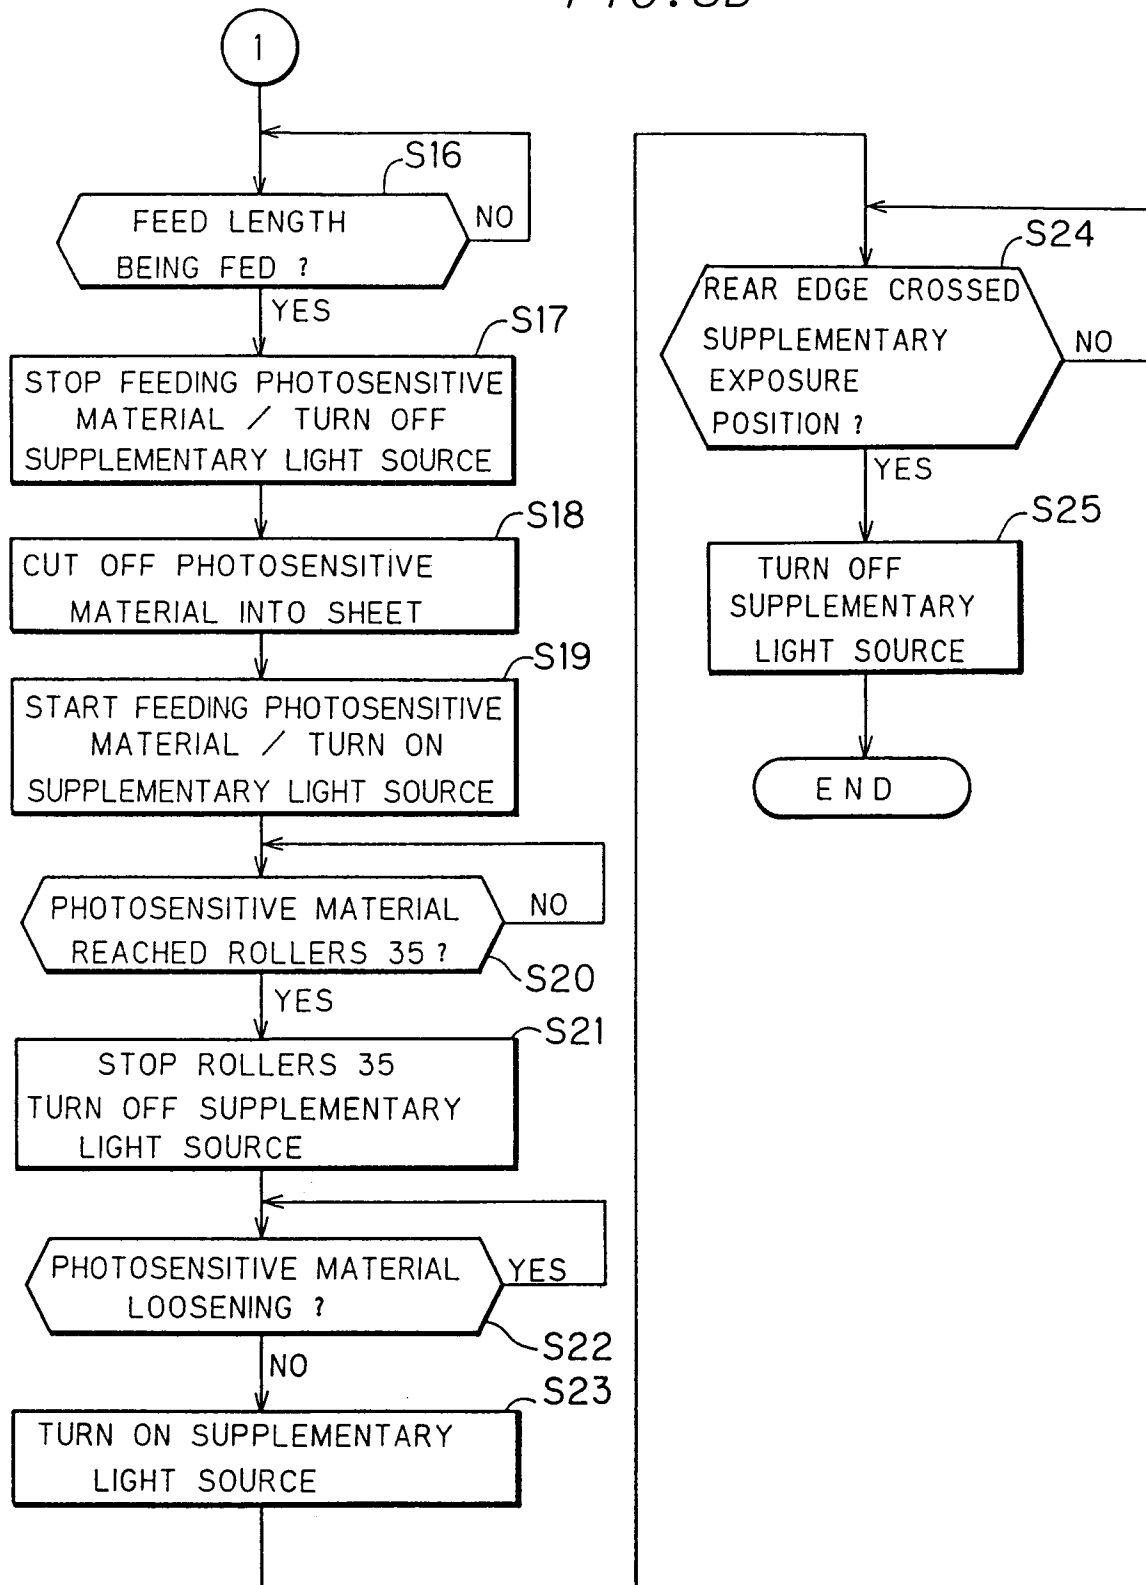 1
S16
FEED LENGTH
BEING FED ?
NO
YES
S17
STOP FEEDING PHOTOSENSITIVE
MATERIAL / TURN OFF
SUPPLEMENTARY LIGHT SOURCE
S18
CUT OFF PHOTOSENSITIVE
MATERIAL INTO SHEET
S19
START FEEDING PHOTOSENSITIVE
MATERIAL / TURN ON
SUPPLEMENTARY LIGHT SOURCE
PHOTOSENSITIVE MATERIAL
REACHED ROLLERS 35 ?
NO
S20
YES
S21
STOP ROLLERS 35
TURN OFF SUPPLEMENTARY
LIGHT SOURCE
PHOTOSENSITIVE MATERIAL
LOOSENING ?
YES
S22
NO
S23
TURN ON SUPPLEMENTARY
LIGHT SOURCE
S24
REAR EDGE CROSSED
SUPPLEMENTARY
EXPOSURE
POSITION ?
NO
YES
S25
TURN OFF
SUPPLEMENTARY
LIGHT SOURCE
END